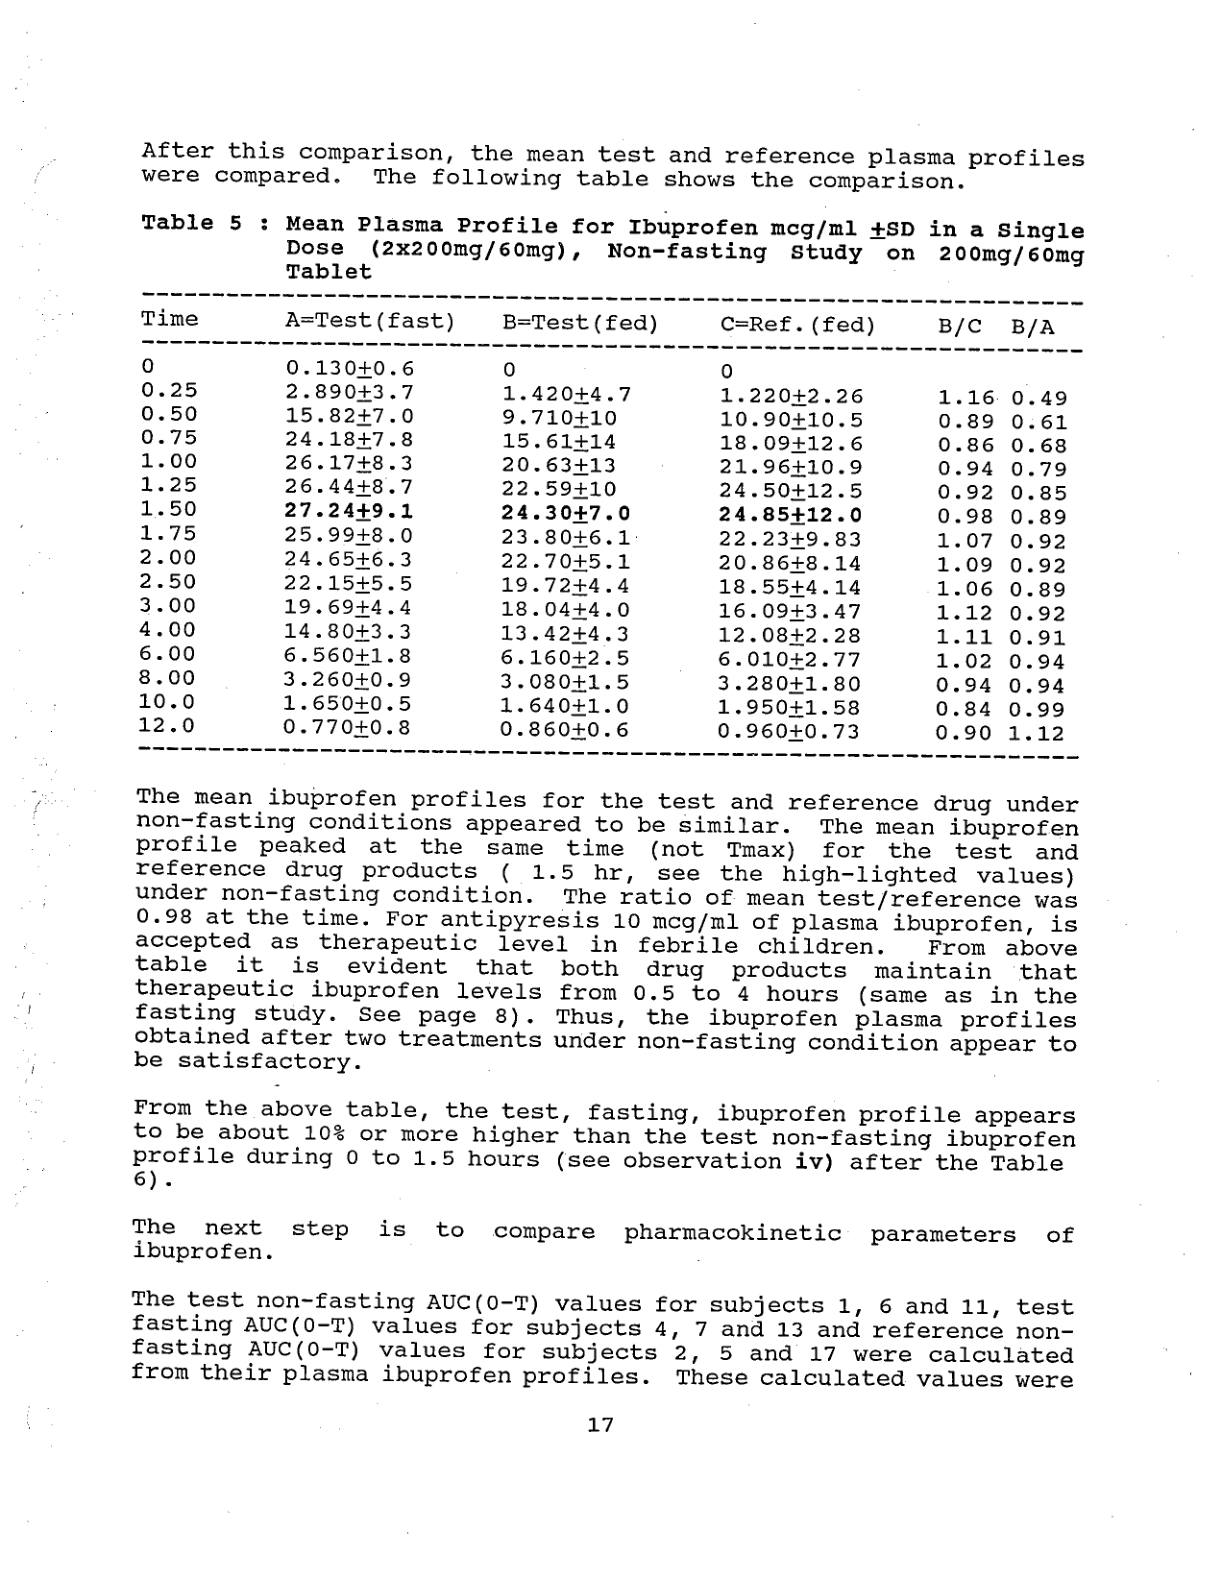 After this comparison, the mean test and reference plasma profiles
were compared. The following table shows the comparison.
Table 5 : Mean Plasma Profile for Ibuprofen mcg/ml ±SD in a Single
Dose (2x200mg/60mg), Non-fasting Study on 200mg/60mg
Tablet
Time A=Test(fast) B=Test(fed) C=Ref.(fed) B/C B/A
0 0.130±0.6 0 0
0.25 2.890±3.7 1.420±4.7 1.220±2.26 1.16 0.49
0.50 15.82±7.0 9.710±10 10.90±10.5 0.89 0.61
0.75 24.18±7.8 15.61±14 18.09±12.6 0.86 0.68
1.00 26.17±8.3 20.63±13 21.96±10.9 0.94 0.79
1.25 26.44±8.7 22.59±10 24.50±12.5 0.92 0.85
1.50 27.24±9.1 24.30±7.0 24.85±12.0 0.98 0.89
1.75 25.99±8.0 23.80±6.1 22.23±9.83 1.07 0.92
2.00 24.65±6.3 22.70±5.1 20.86±8.14 1.09 0.92
2.50 22.15±5.5 19.72±4.4 18.55±4.14 1.06 0.89
3.00 19.69±4.4 18.04±4.0 16.09±3.47 1.12 0.92
4.00 14.80±3.3 13.42±4.3 12.08±2.28 1.11 0.91
6.00 6.560±1.8 6.160±2.5 6.010±2.77 1.02 0.94
8.00 3.260±0.9 3.080±1.5 3.280±1.80 0.94 0.94
10.0 1.650±0.5 1.640±1.0 1.950±1.58 0.84 0.99
12.0 0.770±0.8 0.860±0.6 0.960±0.73 0.90 1.12
The mean ibuprofen profiles for the test and reference drug under
non-fasting conditions appeared to be similar. The mean ibuprofen
profile peaked at the same time (not Tmax) for the test and
reference drug products ( 1.5 hr, see the high-lighted values)
under non-fasting condition. The ratio of mean test/reference was
0.98 at the time. For antipyresis 10 mcg/ml of plasma ibuprofen, is
accepted as therapeutic level in febrile children. From above
table it is evident that both drug products maintain that
therapeutic ibuprofen levels from 0.5 to 4 hours (same as in the
fasting study. See page 8). Thus, the ibuprofen plasma profiles
obtained after two treatments under non-fasting condition appear to
be satisfactory.
From the above table, the test, fasting, ibuprofen profile appears
to be about 10% or more higher than the test non-fasting ibuprofen
profile during 0 to 1.5 hours (see observation iv) after the Table
6).
The next step is to compare pharmacokinetic parameters of
ibuprofen.
The test non-fasting AUC(0-T) values for subjects 1, 6 and 11, test
fasting AUC(0-T) values for subjects 4, 7 and 13 and reference non-
fasting AUC(0-T) values for subjects 2, 5 and 17 were calculated
from their plasma ibuprofen profiles. These calculated values were
17